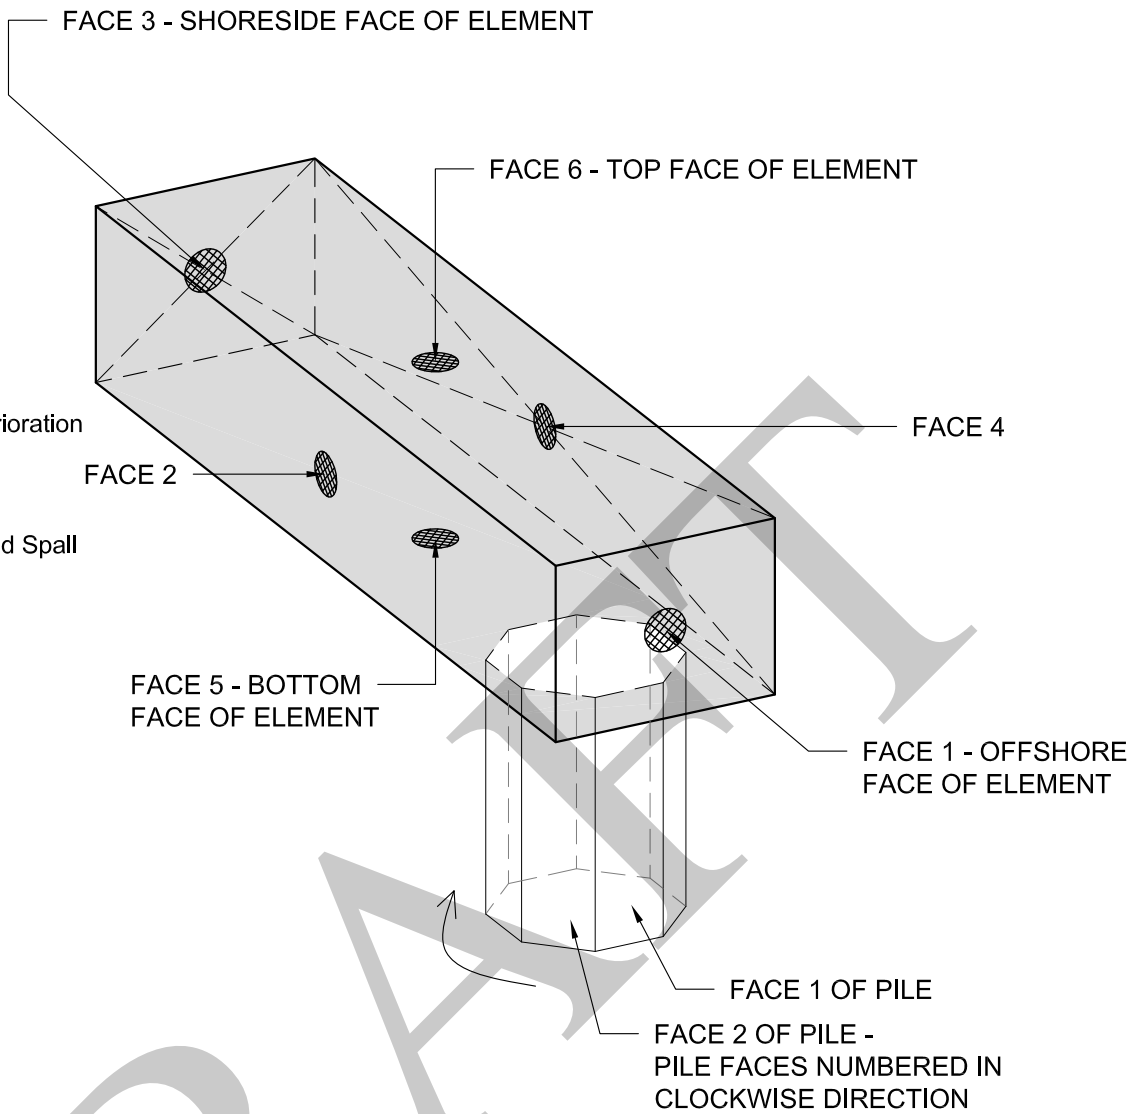 FACE 3 - SHORESIDE FACE OF ELEMENT
FACE 6 - TOP FACE OF ELEMENT
rioration
FACE 4
FACE 2
d Spall
FACE 5 - BOTTOM
FACE OF ELEMENT
FACE 1 - OFFSHORE
FACE OF ELEMENT
FACE 1 OF PILE
FACE 2 OF PILE -
PILE FACES NUMBERED IN
CLOCKWISE DIRECTION
RAFT